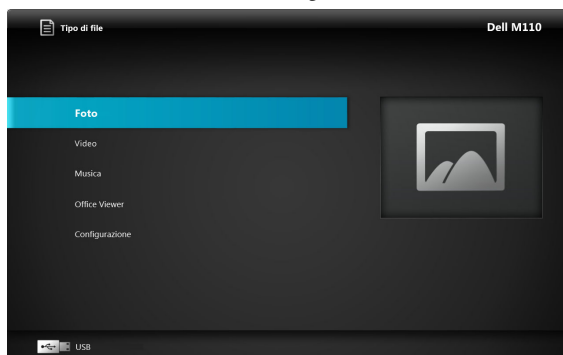 Tipo di file
Dell M110
Foto
Video
Musica
Office Viewer
Configurazione
USB